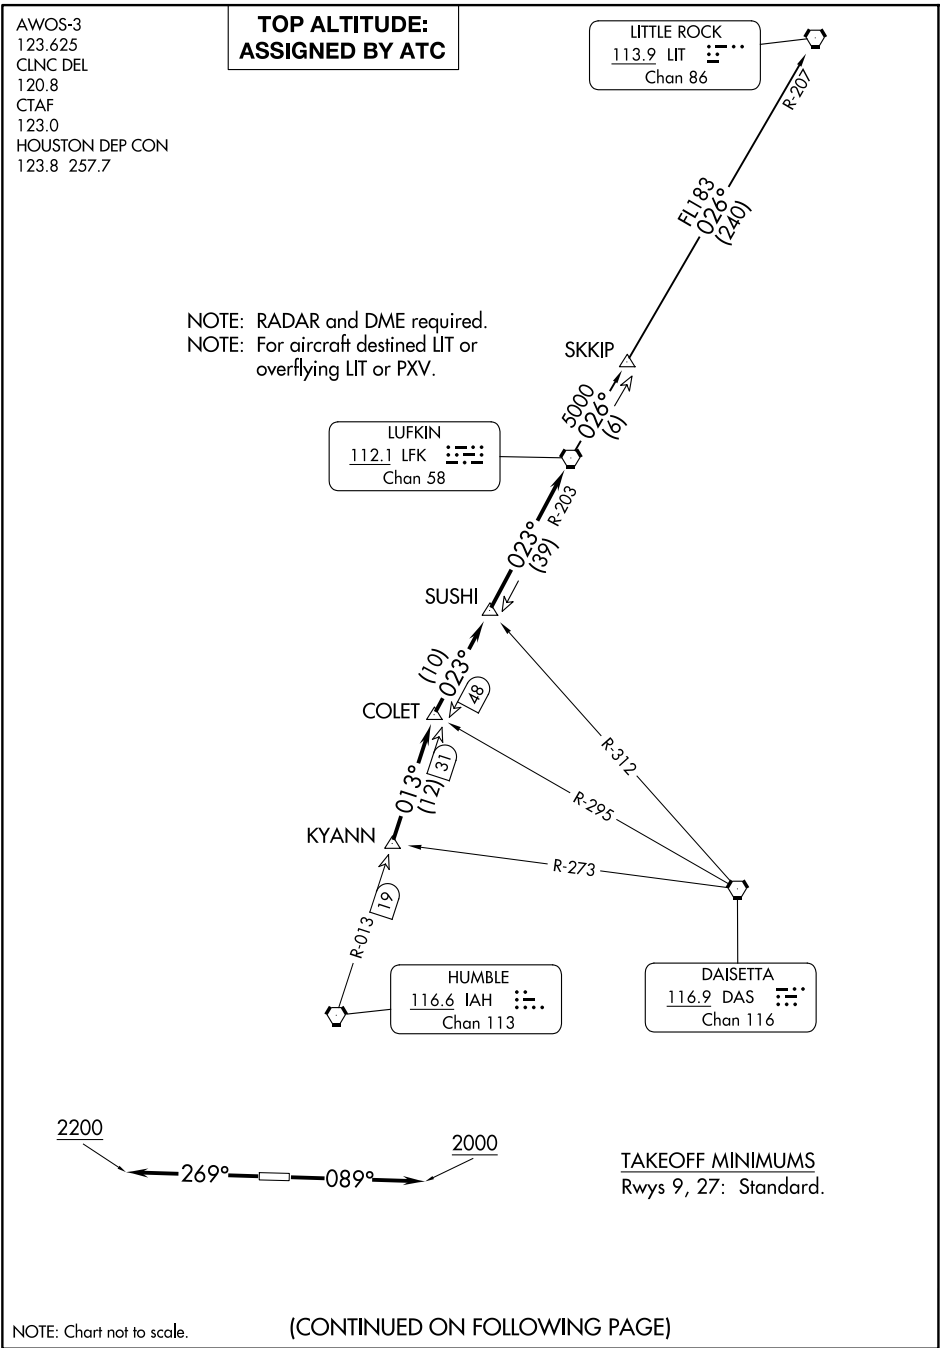 AWOS-3
123.625
CLNC DEL
120.8
CTAF
123.0
HOUSTON DEP CON
123.8 257.7
TOP ALTITUDE:
ASSIGNED BY ATC
LITTLE ROCK
113.9 LIT
Chan 86
R-207
FL183
026°
(240)
NOTE: RADAR and DME required.
NOTE: For aircraft destined LIT or
overflying LIT or PXV.
SKKIP
5000
026°
(6)
LUFKIN
112.1 LFK
Chan 58
R-203
023°
(39)
SUSHI
(10)
023°
48
COLET
R-312
013°
(12)
31
R-295
KYANN
R-273
19
R-013
HUMBLE
116.6 IAH
Chan 113
DAISETTA
116.9 DAS
Chan 116
2200
2000
269°
089°
TAKEOFF MINIMUMS
Rwys 9, 27: Standard.
NOTE: Chart not to scale.
(CONTINUED ON FOLLOWING PAGE)